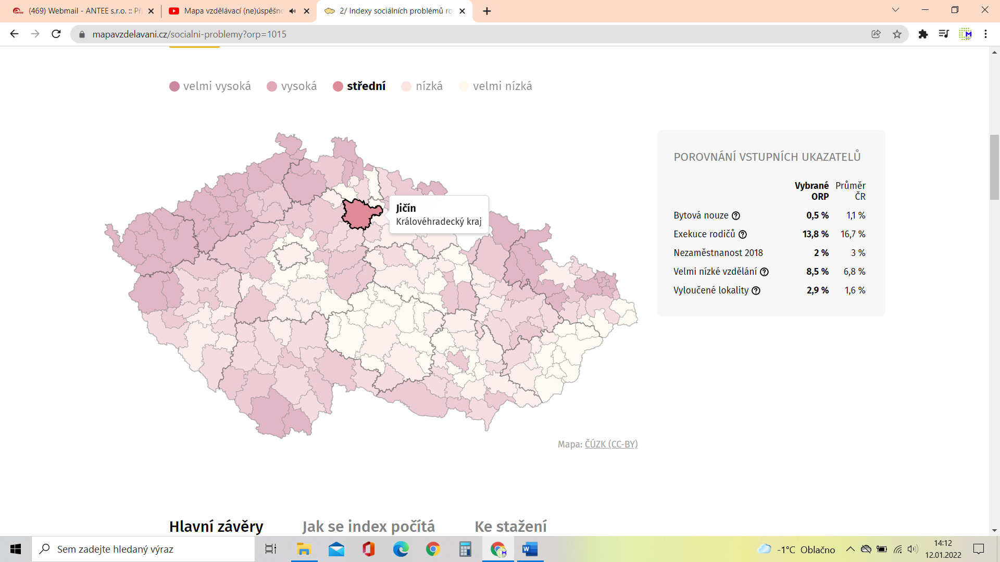 (469) Webmail - ANTEE s.r.o. :: Při
Mapa vzdělávací (ne)úspěšno
2/ Indexy sociálních problémů ro
mapavzdelavani.cz/socialni-problemy?orp=1015
velmi vysoká
vysoká
střední
nízká
velmi nízká
Jičín
Královéhradecký kraj
POROVNÁNÍ VSTUPNÍCH UKAZATELŮ
Vybrané ORP Průměr ČR
Bytová nouze 0,5 % 1,1 %
Exekuce rodičů 13,8 % 16,7 %
Nezaměstnanost 2018 2 % 3 %
Velmi nízké vzdělání 8,5 % 6,8 %
Vyloučené lokality 2,9 % 1,6 %
Mapa: ČÚZK (CC-BY)
Hlavní závěry
Jak se index počítá
Ke stažení
Sem zadejte hledaný výraz
-1°C Oblačno
14:12
12.01.2022